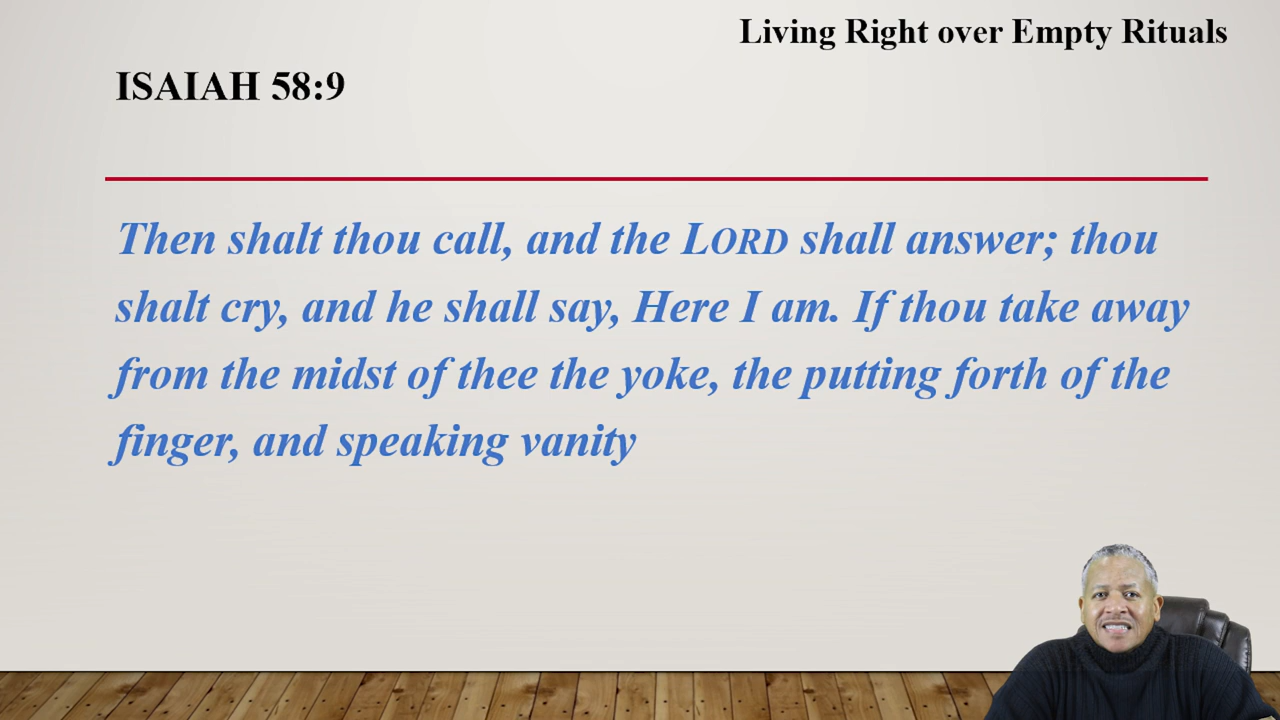 Living Right over Empty Rituals
ISAIAH 58:9
Then shalt thou call, and the LORD shall answer; thou
shalt cry, and he shall say, Here I am. If thou take away
from the midst of thee the yoke, the putting forth of the
finger, and speaking vanity